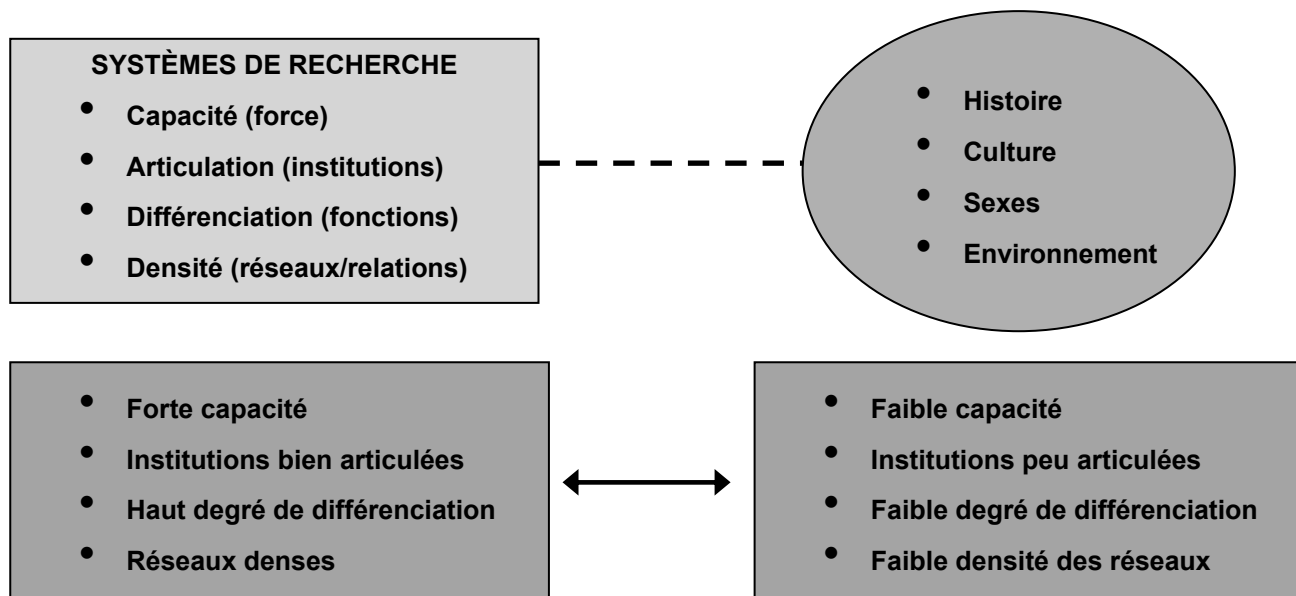 SYSTÈMES DE RECHERCHE
• Capacité (force)
• Articulation (institutions)
• Différenciation (fonctions)
• Densité (réseaux/relations)
• Histoire
• Culture
• Sexes
• Environnement
• Forte capacité
• Institutions bien articulées
• Haut degré de différenciation
• Réseaux denses
• Faible capacité
• Institutions peu articulées
• Faible degré de différenciation
• Faible densité des réseaux